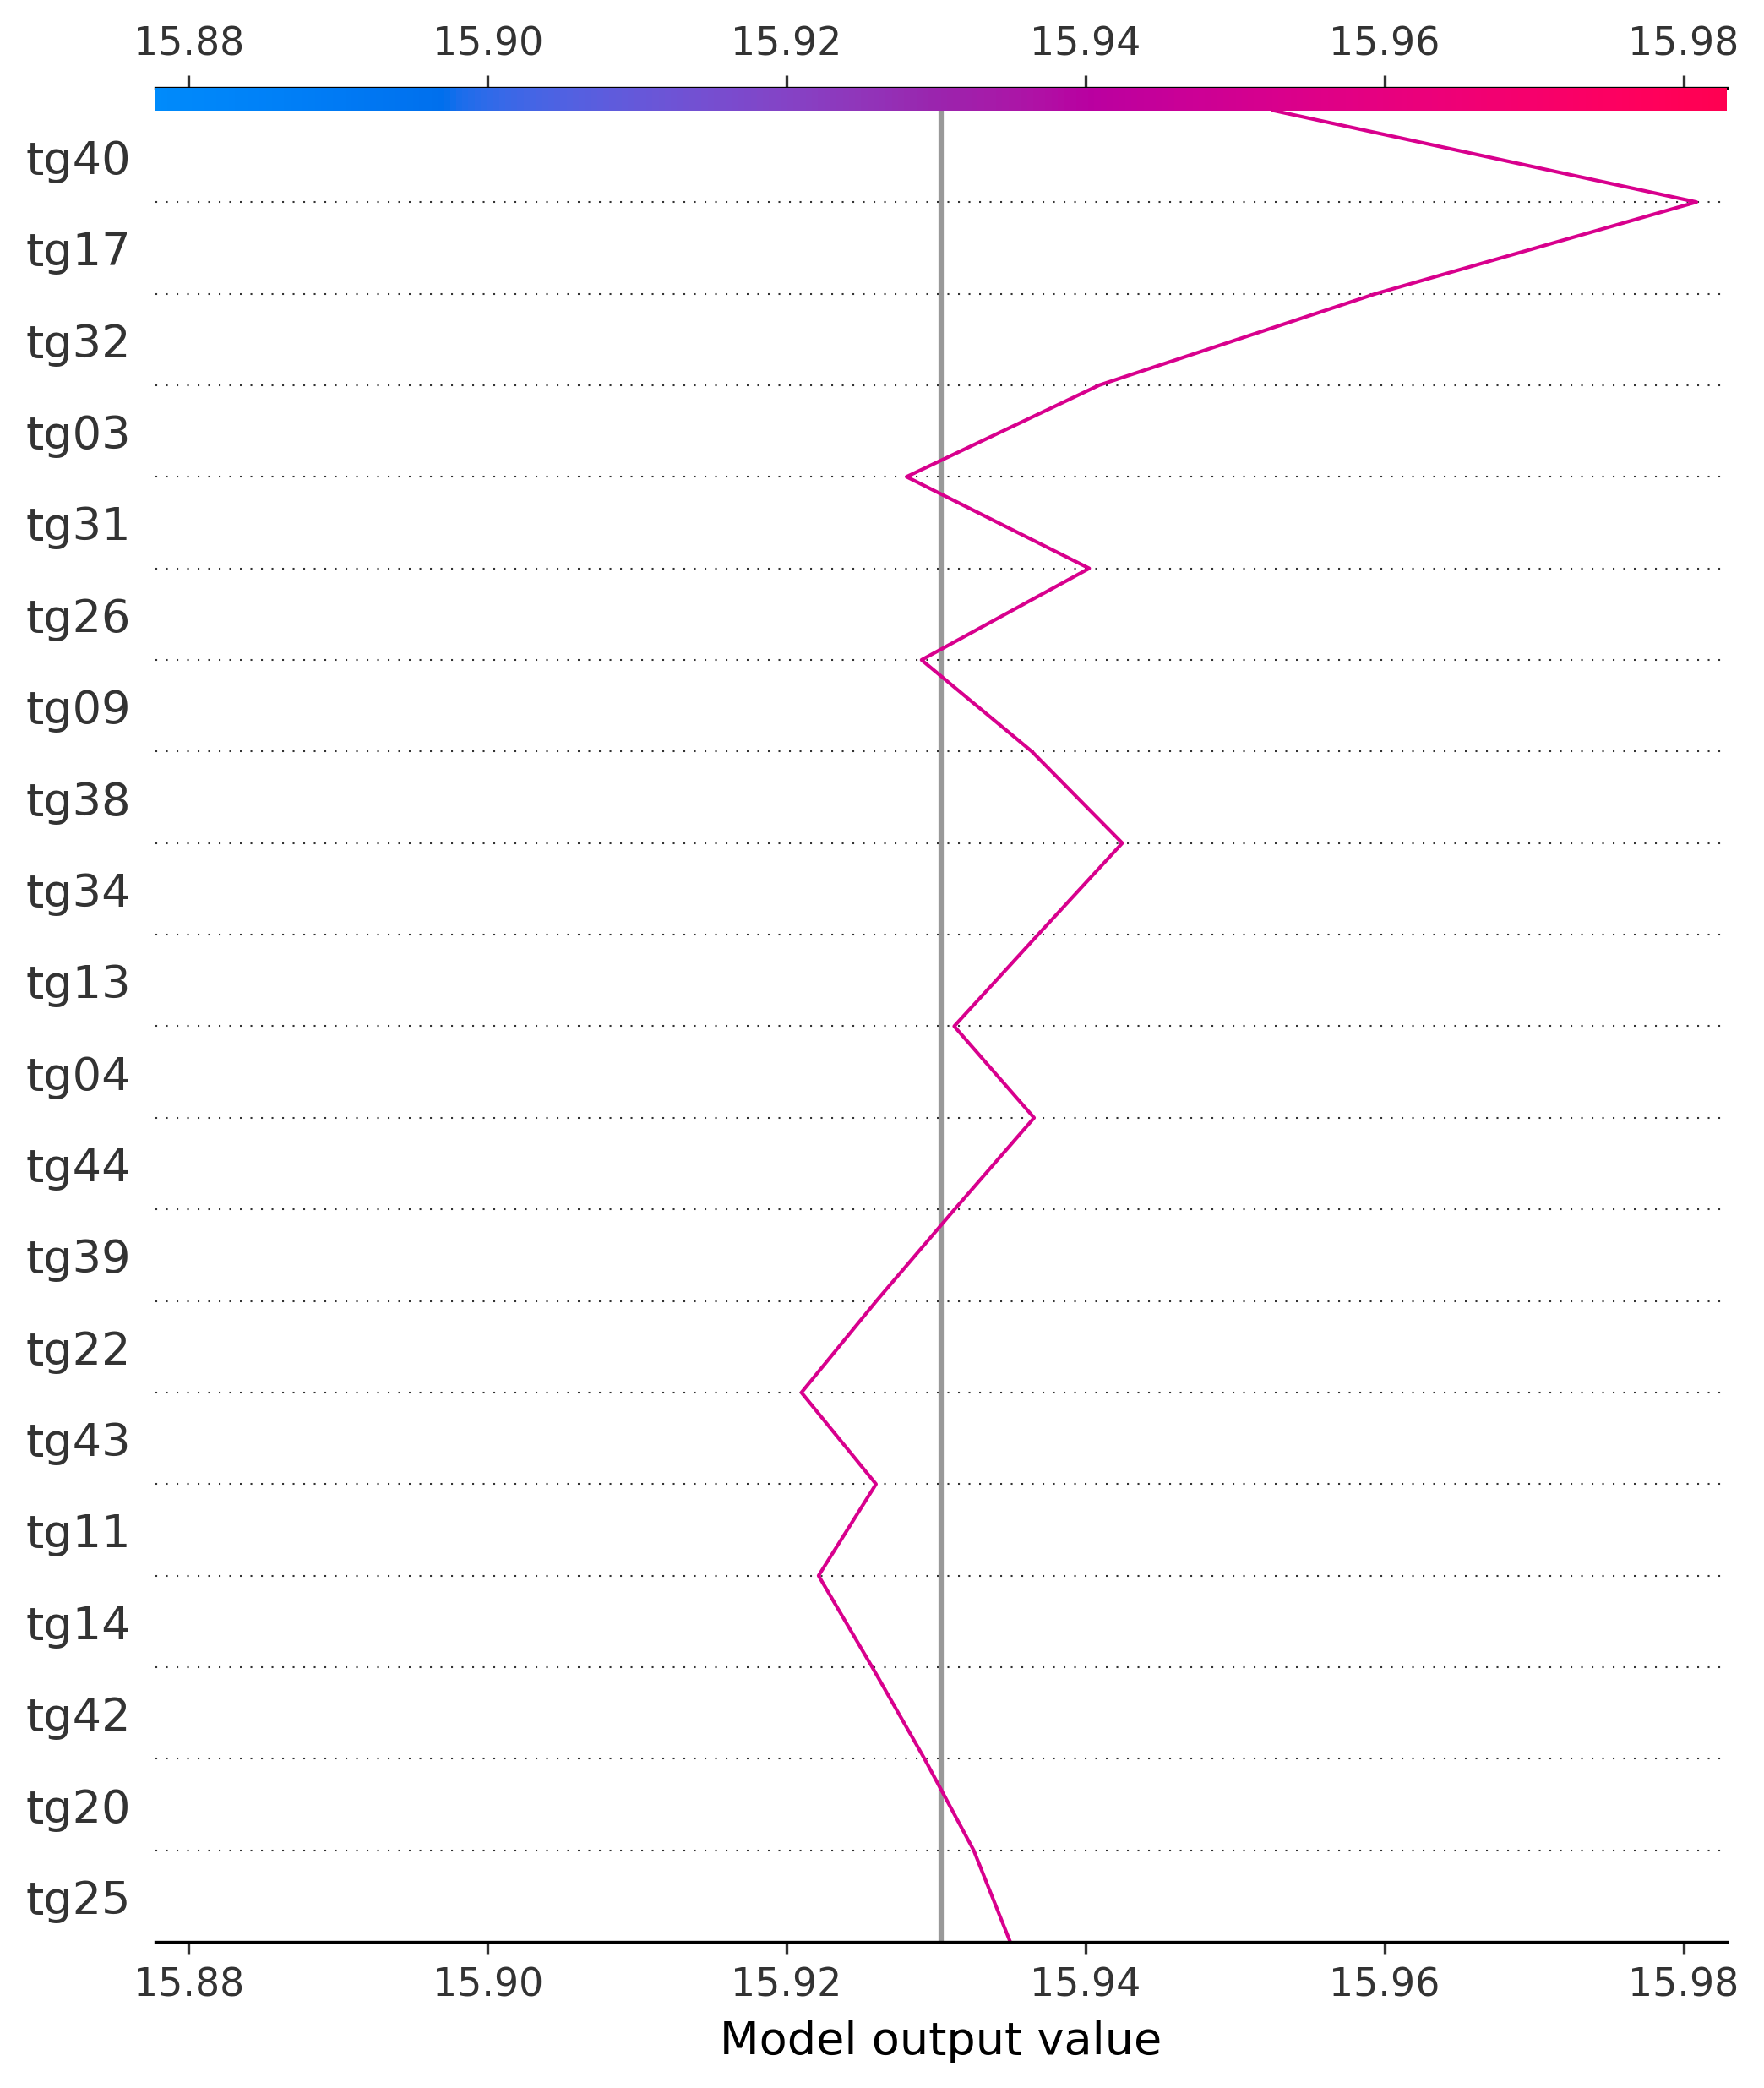 15.88 15.90 15.92 15.94 15.96 15.98
tg40
tg17
tg32
tg03
tg31
tg26
tg09
tg38
tg34
tg13
tg04
tg44
tg39
tg22
tg43
tg11
tg14
tg42
tg20
tg25
15.88 15.90 15.92 15.94 15.96 15.98
Model output value